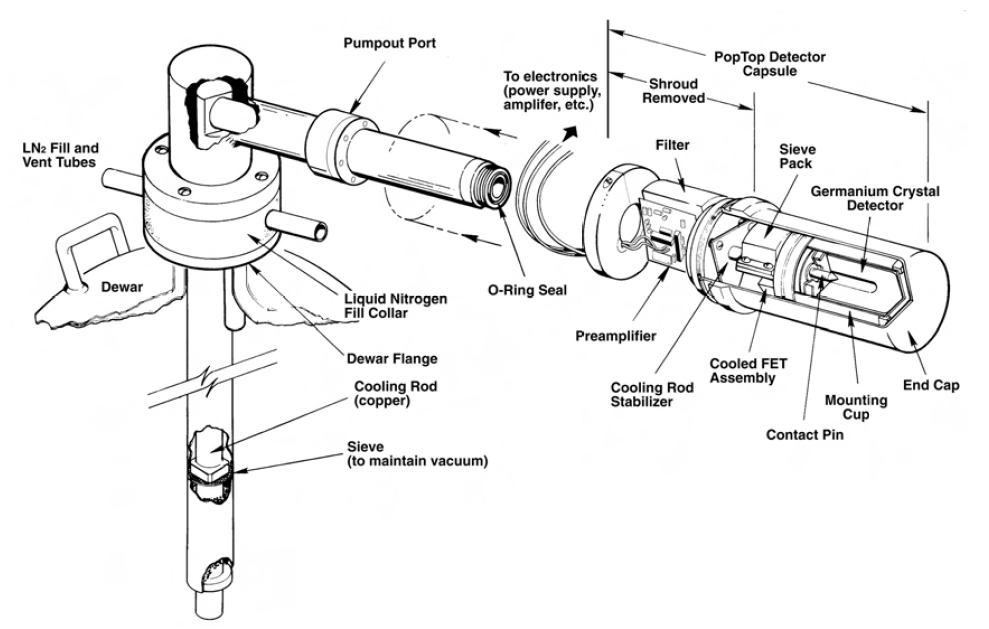 Pumpout Port
To electronics
(power supply,
amplifer, etc.)
PopTop Detector
Capsule
Shroud
Removed
Filter
Sieve
Pack
Germanium Crystal
Detector
LN₂ Fill and
Vent Tubes
Dewar
O-Ring Seal
Liquid Nitrogen
Fill Collar
Preamplifier
Dewar Flange
Cooling Rod
(copper)
Cooling Rod
Stabilizer
Cooled FET
Assembly
End Cap
Mounting
Cup
Contact Pin
Sieve
(to maintain vacuum)